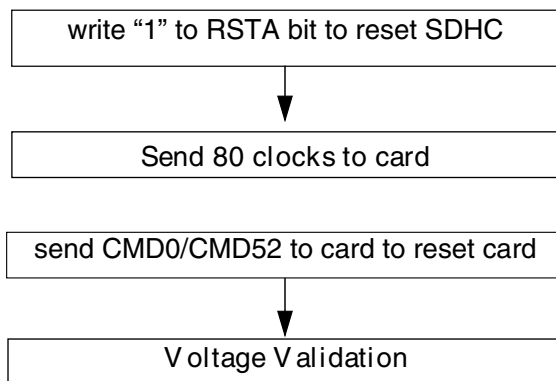 write “1” to RSTA bit to reset SDHC
Send 80 clocks to card
send CMD0/CMD52 to card to reset card
Voltage Validation